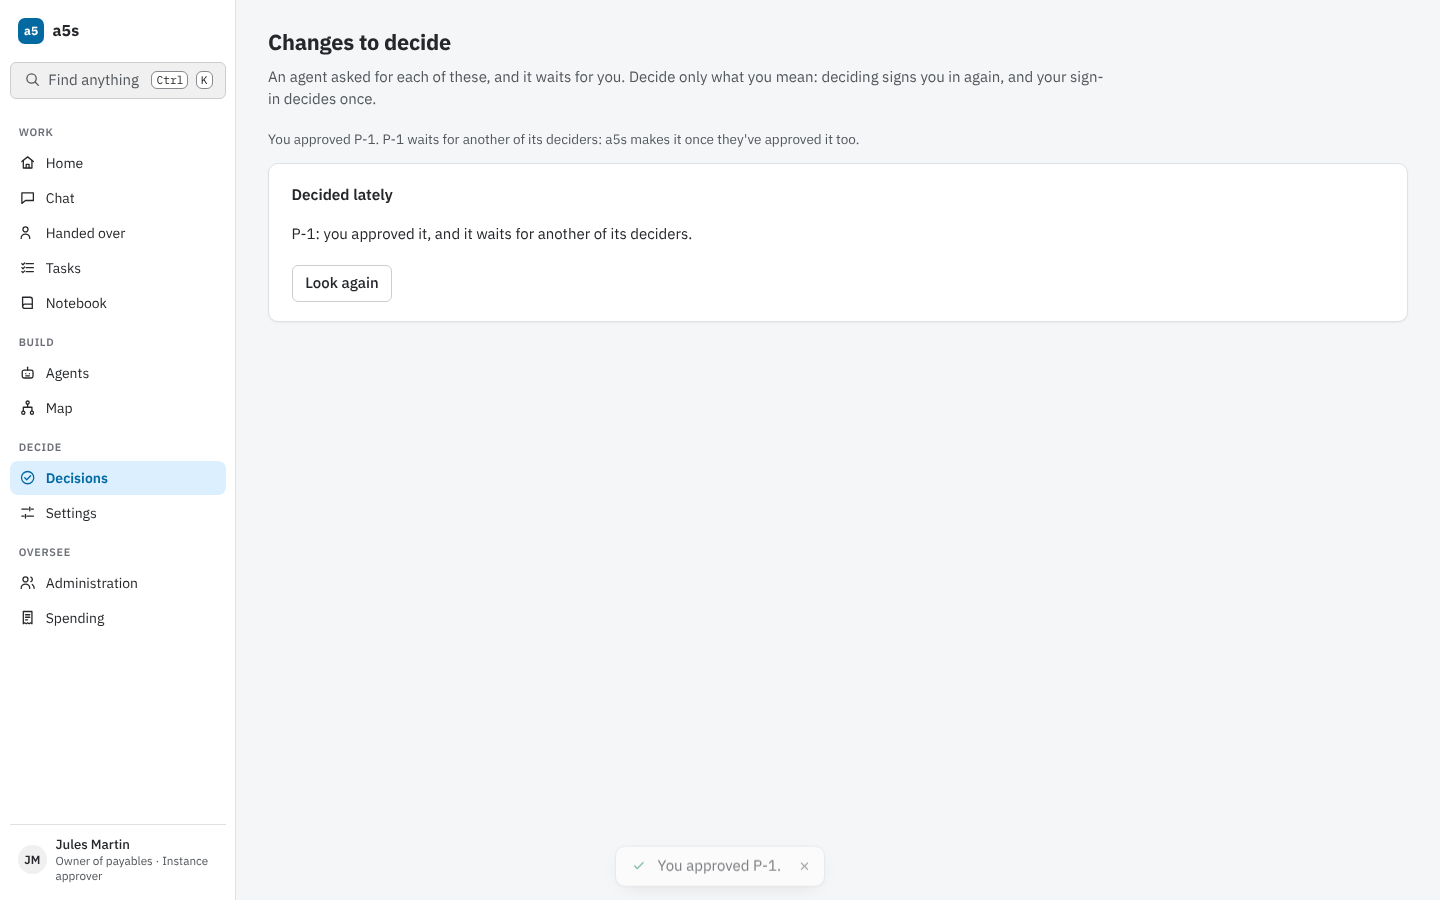 a5 a5s
Find anything Ctrl K
WORK
Home
Chat
Handed over
Tasks
Notebook
BUILD
Agents
Map
DECIDE
Decisions
Settings
OVERSEE
Administration
Spending
JM
Jules Martin
Owner of payables · Instance
approver
Changes to decide
An agent asked for each of these, and it waits for you. Decide only what you mean: deciding signs you in again, and your sign-
in decides once.
You approved P-1. P-1 waits for another of its deciders: a5s makes it once they've approved it too.
Decided lately
P-1: you approved it, and it waits for another of its deciders.
Look again
You approved P-1.